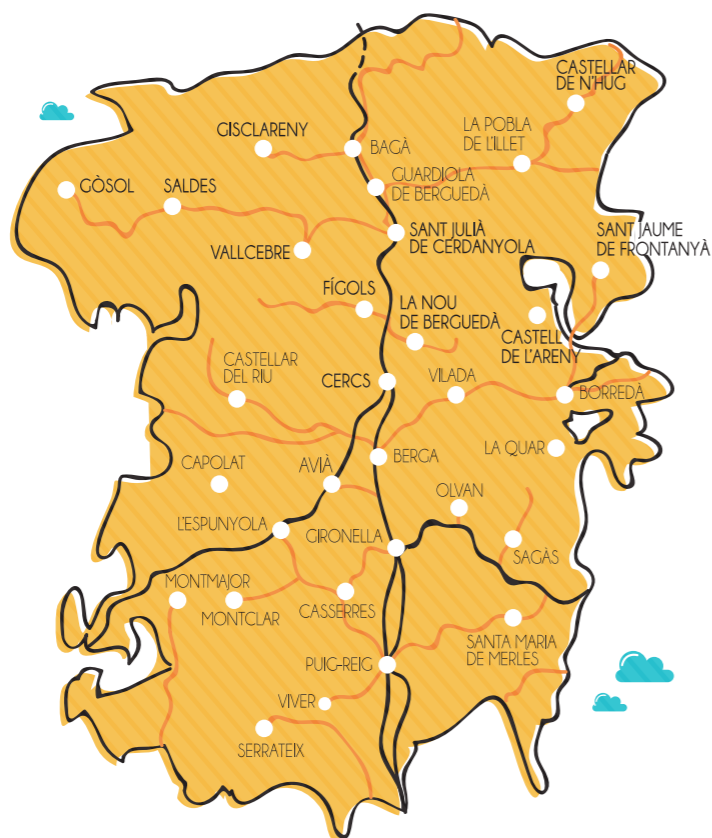 CASTELLAR
DE N'HUG
GISCLARENY
BAGÀ
LA POBLA
DE L'ILLET
GUARDIOLA
DE BERGUEDÀ
GÒSOL
SALDES
SANT JULIÀ
DE CERDANYOLA
SANT JAUME
DE FRONTANYÀ
VALLCEBRE
FÍGOLS
LA NOU
DE BERGUEDÀ
CASTELL
DE L'ARENY
CASTELLAR
DEL RIU
CERCS
VILADA
BORREDÀ
CAPOLAT
AVIÀ
BERGA
LA QUAR
OLVAN
L'ESPUNYOLA
GIRONELLA
SAGÀS
MONTMAJOR
MONTCLAR
CASSERRES
SANTA MARIA
DE MERLÈS
PUIG-REIG
VIVER
SERRATEIX